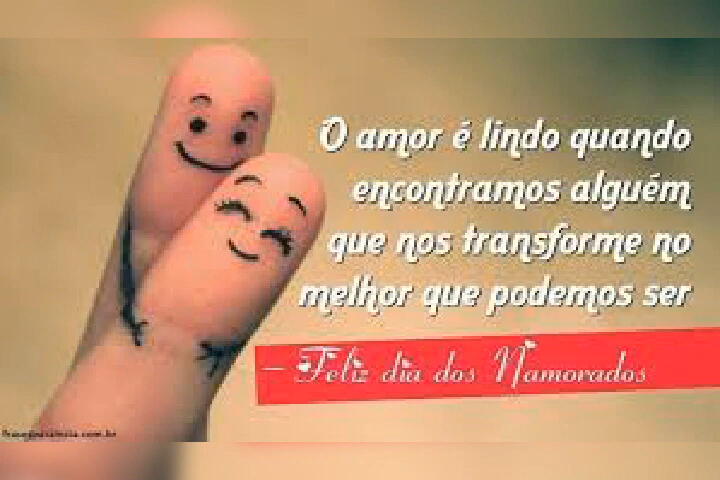 O amor é lindo quando
encontramos alguém
que nos transforme no
melhor que podemos ser
- Feliz dia dos Namorados